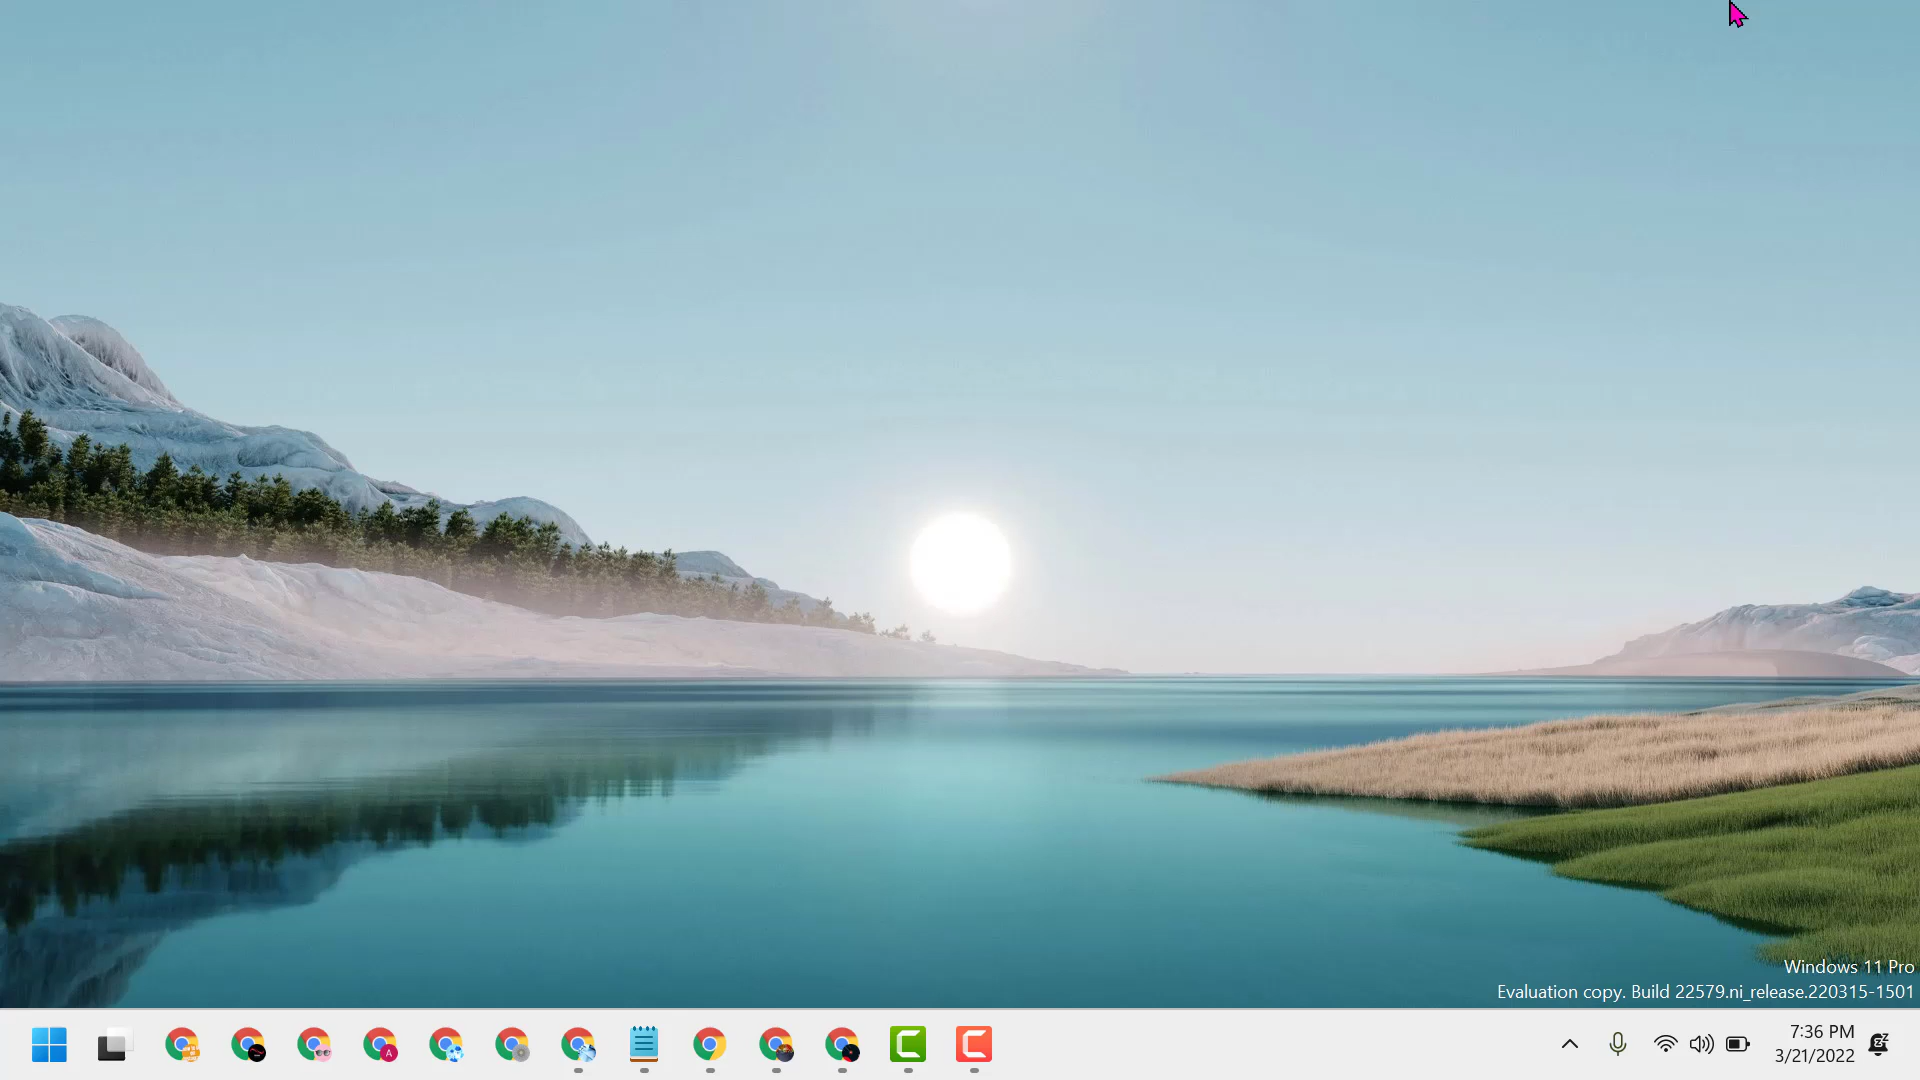 Windows 11 Pro
Evaluation copy. Build 22579.ni_release.220315-1501
A
7:36 PM
3/21/2022